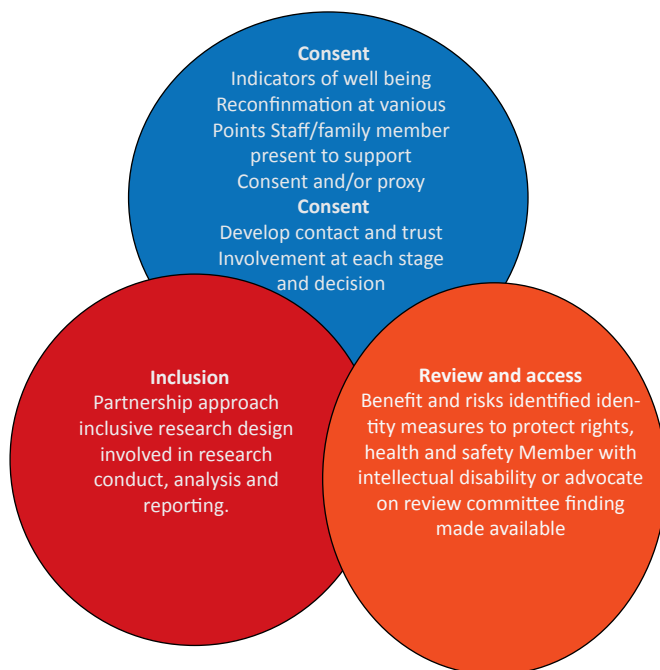 Consent
Indicators of well being
Reconfinmation at vanious
Points Staff/family member
present to support
Consent and/or proxy
Consent
Develop contact and trust
Involvement at each stage
and decision
Inclusion
Partnership approach
inclusive research design
involved in research
conduct, analysis and
reporting.
Review and access
Benefit and risks identified iden-
tity measures to protect rights,
health and safety Member with
intellectual disability or advocate
on review committee finding
made available